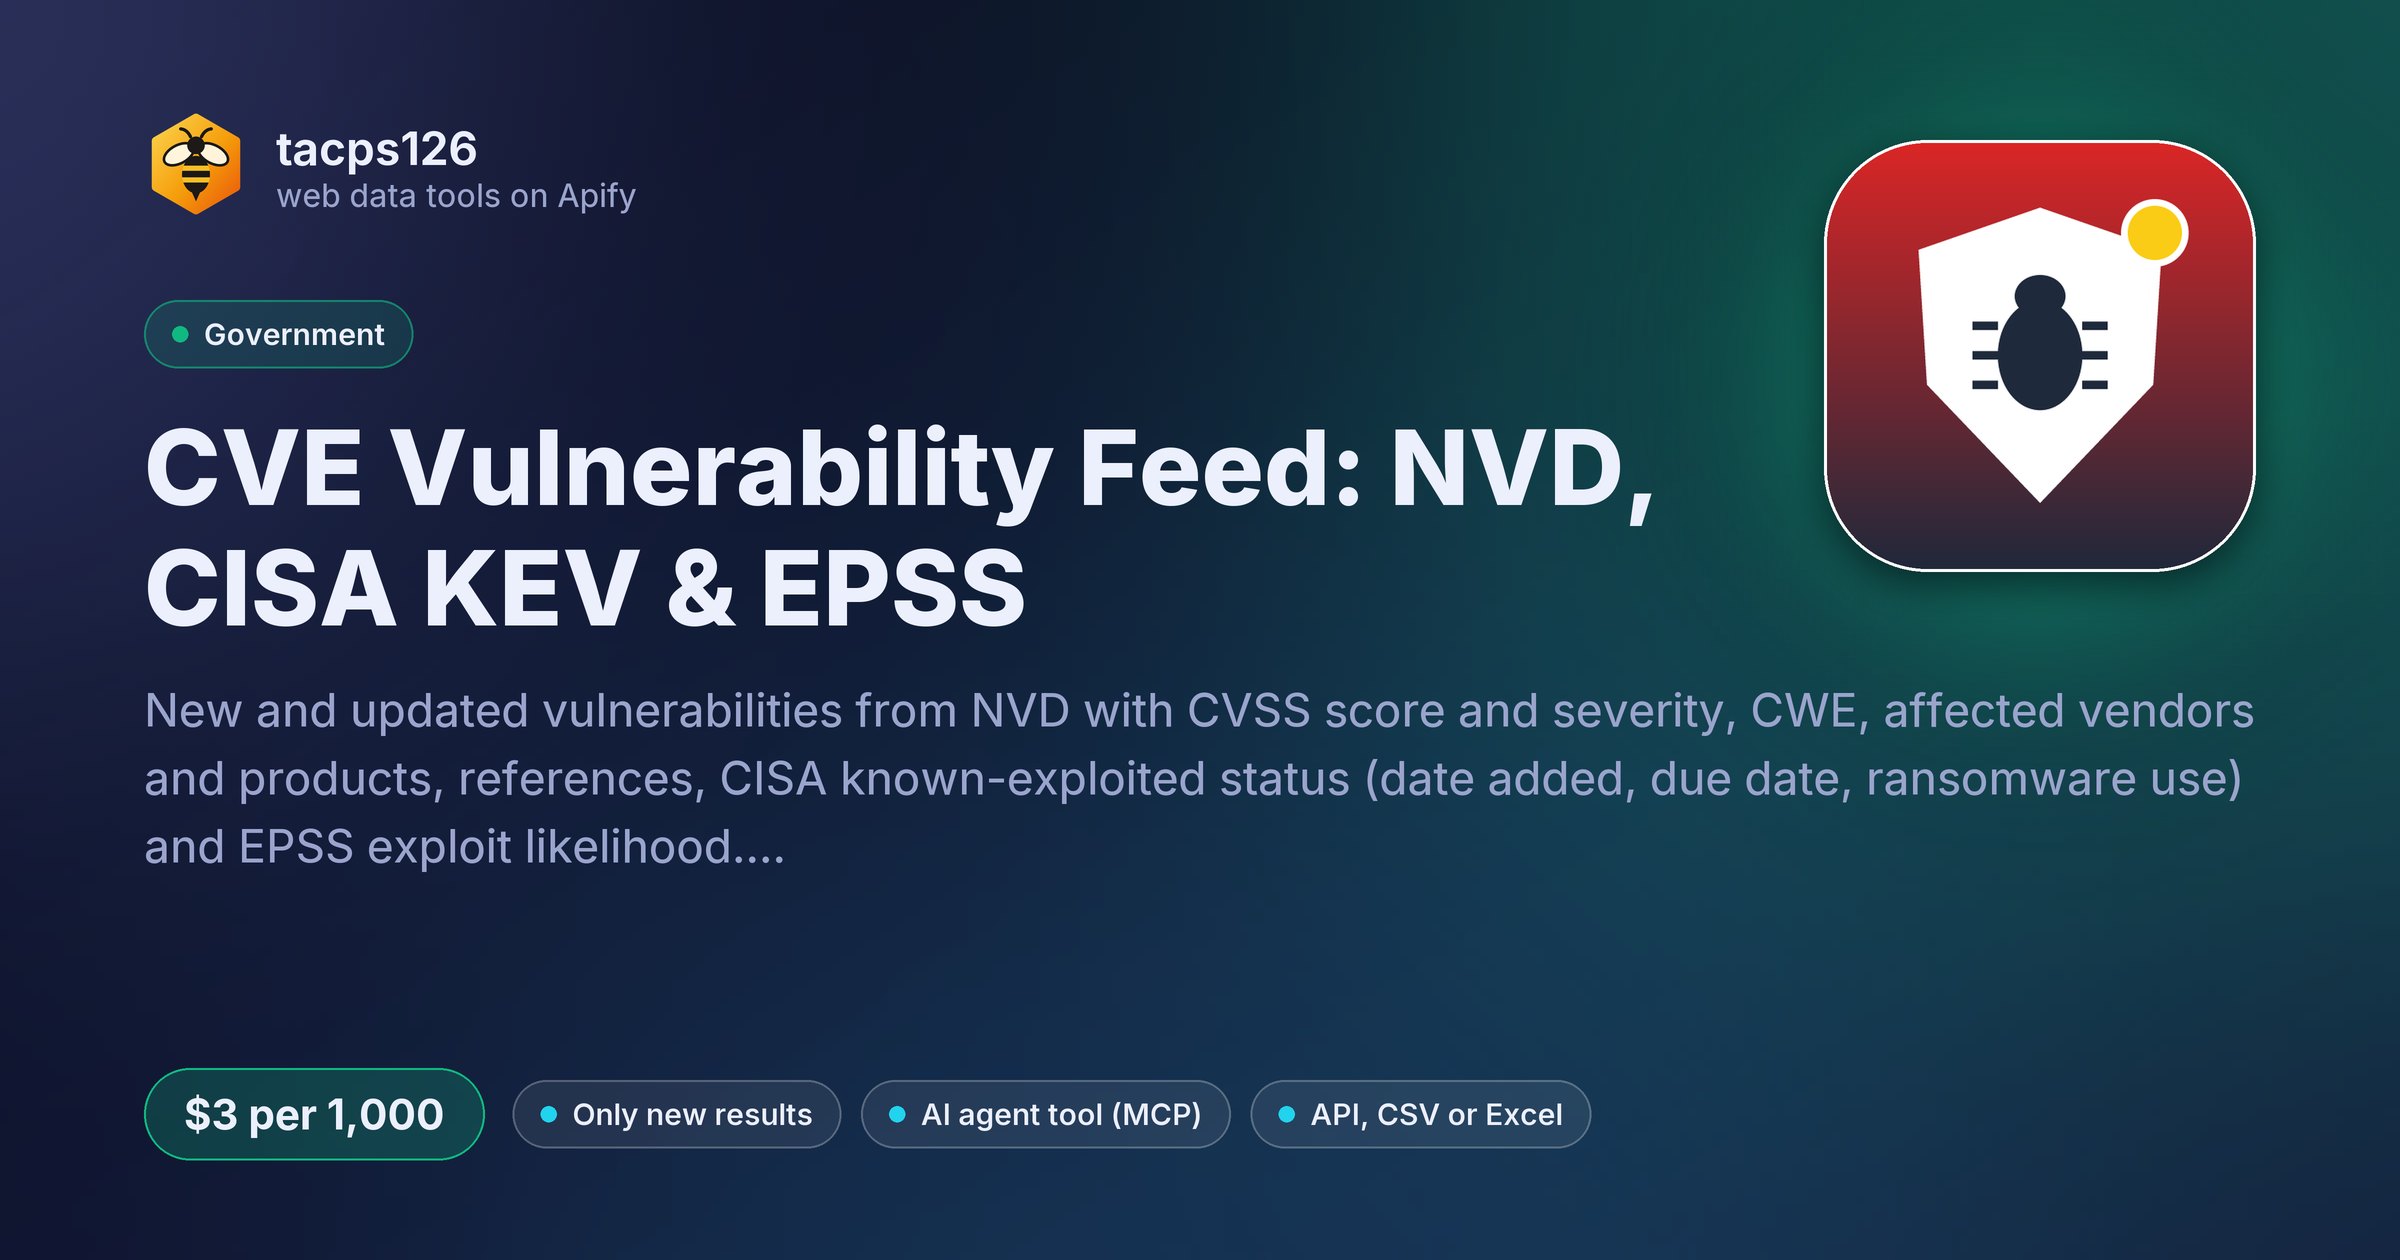 tacps126
web data tools on Apify
Government
CVE Vulnerability Feed: NVD,
CISA KEV & EPSS
New and updated vulnerabilities from NVD with CVSS score and severity, CWE, affected vendors
and products, references, CISA known-exploited status (date added, due date, ransomware use)
and EPSS exploit likelihood....
$3 per 1,000
Only new results
AI agent tool (MCP)
API, CSV or Excel